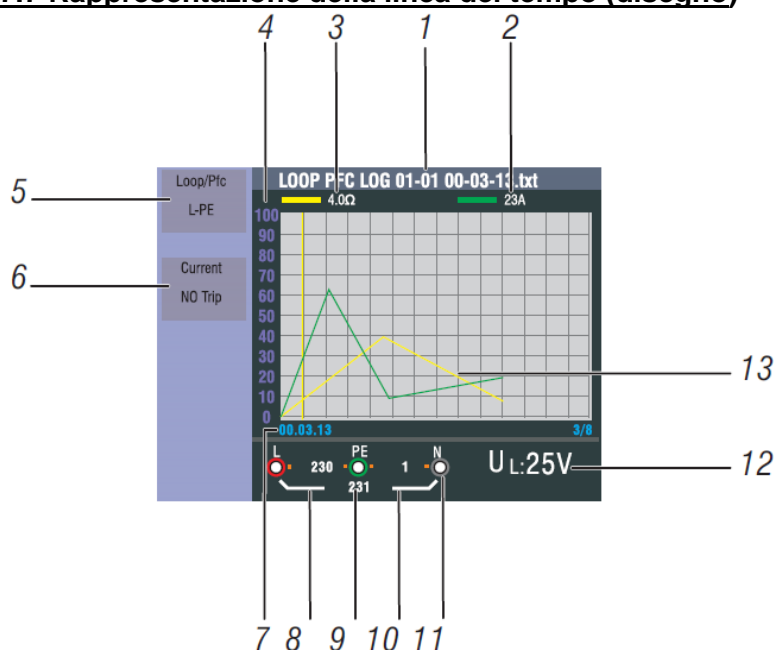 Rappresentazione della linea del tempo (disegno)
4 3 1 2
LOOP PFC LOG 01-01 00-03-13.txt
4.0Ω 23A
5
Loop/Pfc
L-PE
6
Current
NO Trip
100
90
80
70
60
50
40
30
20
10
0
13
00.03.13 3/8
L PE N
230 1
231
UL:25V
12
7 8 9 10 11